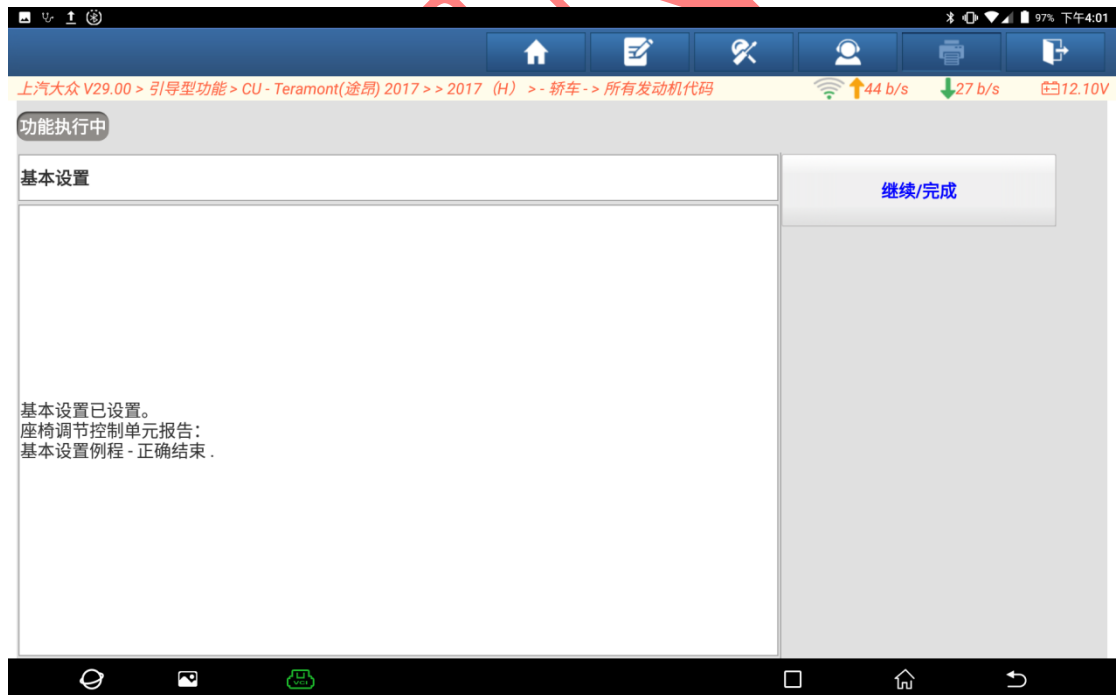 97% 下午4:01
上汽大众 V29.00 > 引导型功能 > CU - Teramont(途昂) 2017 > > 2017（H） > - 轿车 - > 所有发动机代码 44 b/s 27 b/s 12.10V
功能执行中
基本设置
继续/完成
基本设置已设置。
座椅调节控制单元报告：
基本设置例程 - 正确结束 .
VCI